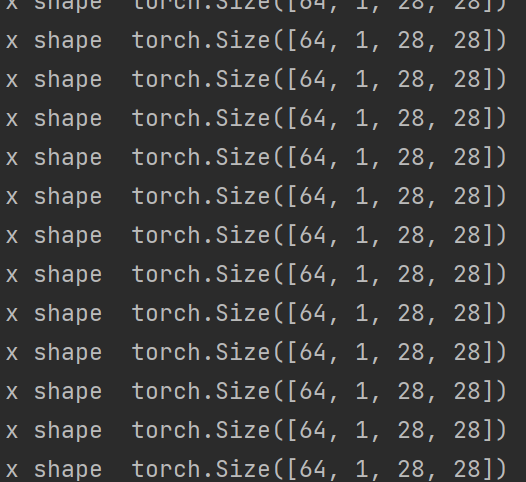 x shape  torch.Size([64, 1, 28, 28])
x shape  torch.Size([64, 1, 28, 28])
x shape  torch.Size([64, 1, 28, 28])
x shape  torch.Size([64, 1, 28, 28])
x shape  torch.Size([64, 1, 28, 28])
x shape  torch.Size([64, 1, 28, 28])
x shape  torch.Size([64, 1, 28, 28])
x shape  torch.Size([64, 1, 28, 28])
x shape  torch.Size([64, 1, 28, 28])
x shape  torch.Size([64, 1, 28, 28])
x shape  torch.Size([64, 1, 28, 28])
x shape  torch.Size([64, 1, 28, 28])
x shape  torch.Size([64, 1, 28, 28])